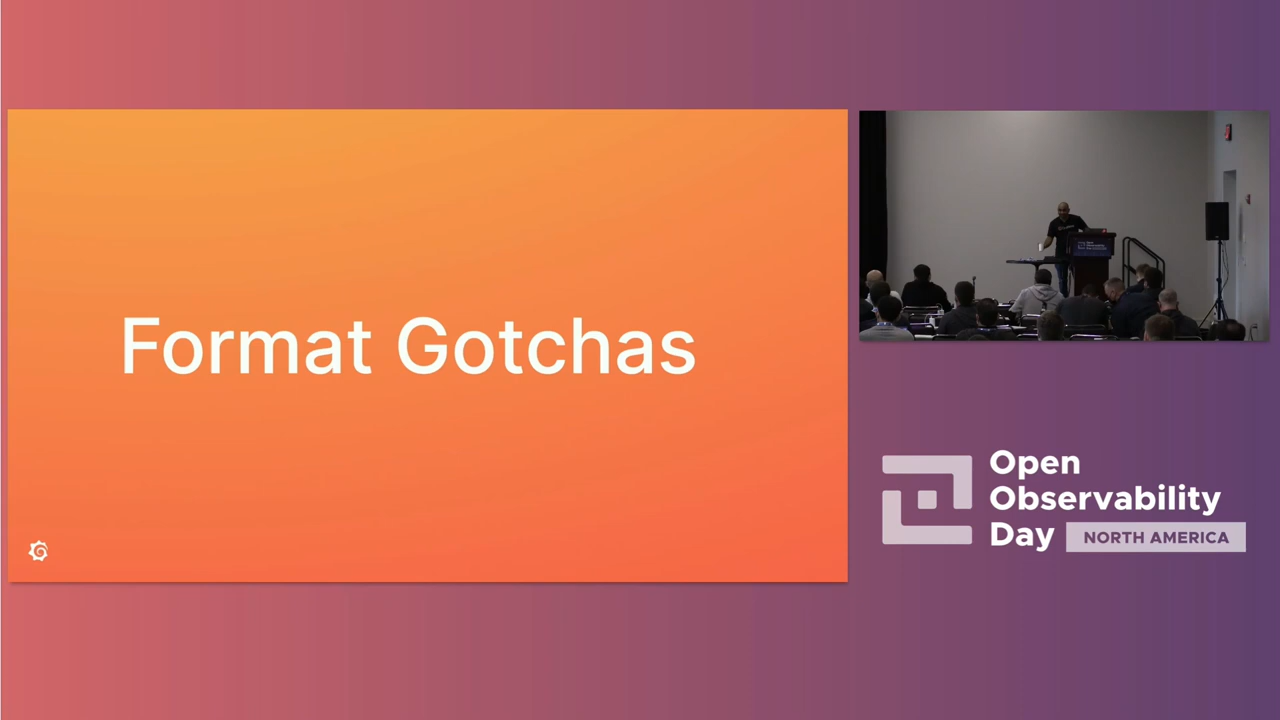 Format Gotchas
Open
Observability
Day
NORTH AMERICA